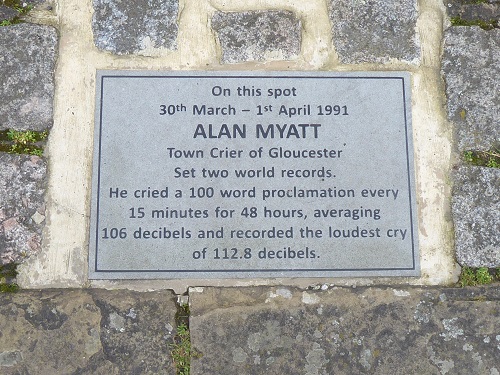 On this spot
30th March – 1st April 1991
ALAN MYATT
Town Crier of Gloucester
Set two world records.
He cried a 100 word proclamation every
15 minutes for 48 hours, averaging
106 decibels and recorded the loudest cry
of 112.8 decibels.